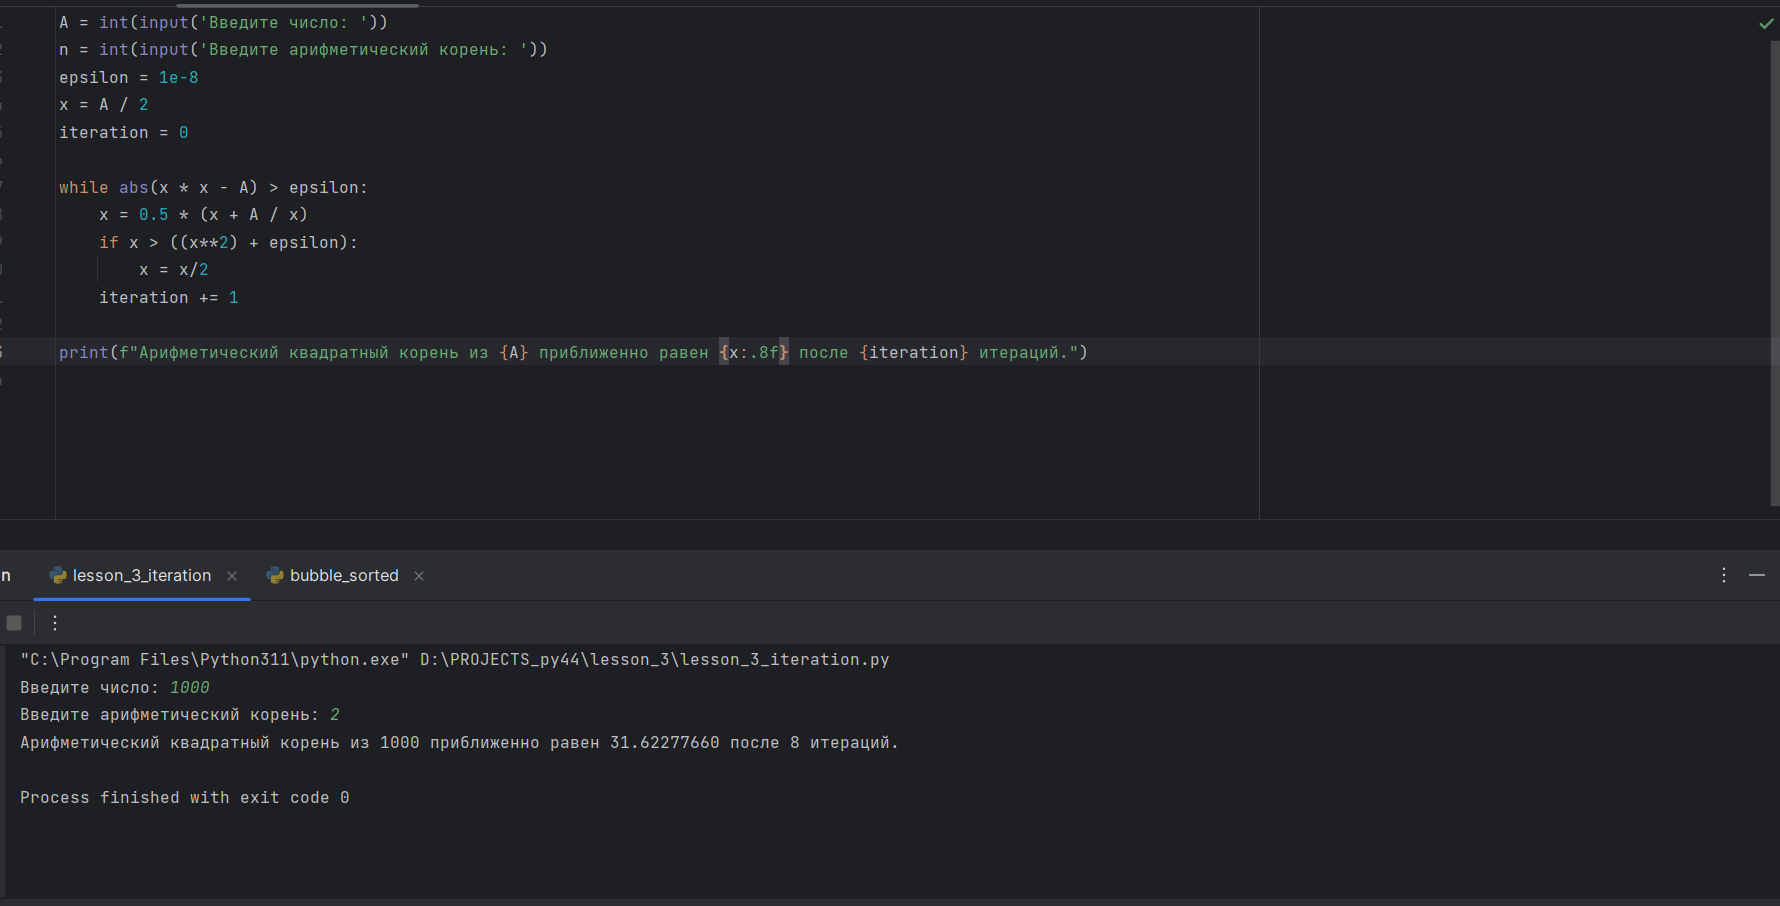 A = int(input('Введите число: '))
n = int(input('Введите арифметический корень: '))
epsilon = 1e-8
x = A / 2
iteration = 0
while abs(x * x - A) > epsilon:
    x = 0.5 * (x + A / x)
    if x > ((x**2) + epsilon):
        x = x/2
    iteration += 1
print(f"Арифметический квадратный корень из {A} приближенно равен {x:.8f} после {iteration} итераций.")
n lesson_3_iteration bubble_sorted
"C:\Program Files\Python311\python.exe" D:\PROJECTS_py44\lesson_3\lesson_3_iteration.py
Введите число: 1000
Введите арифметический корень: 2
Арифметический квадратный корень из 1000 приближенно равен 31.62277660 после 8 итераций.
Process finished with exit code 0